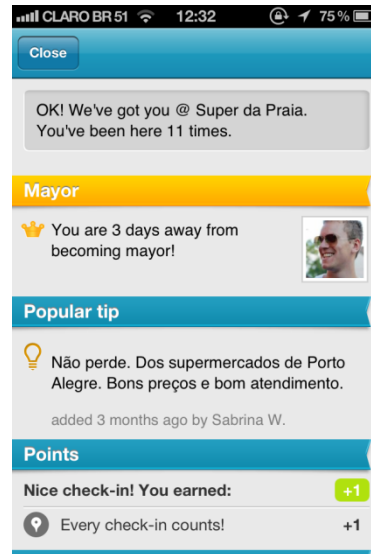 CLARO BR 51 12:32 75%
Close
OK! We've got you @ Super da Praia.
You've been here 11 times.
Mayor
You are 3 days away from
becoming mayor!
Popular tip
Não perde. Dos supermercados de Porto
Alegre. Bons preços e bom atendimento.
added 3 months ago by Sabrina W.
Points
Nice check-in! You earned: +1
Every check-in counts! +1